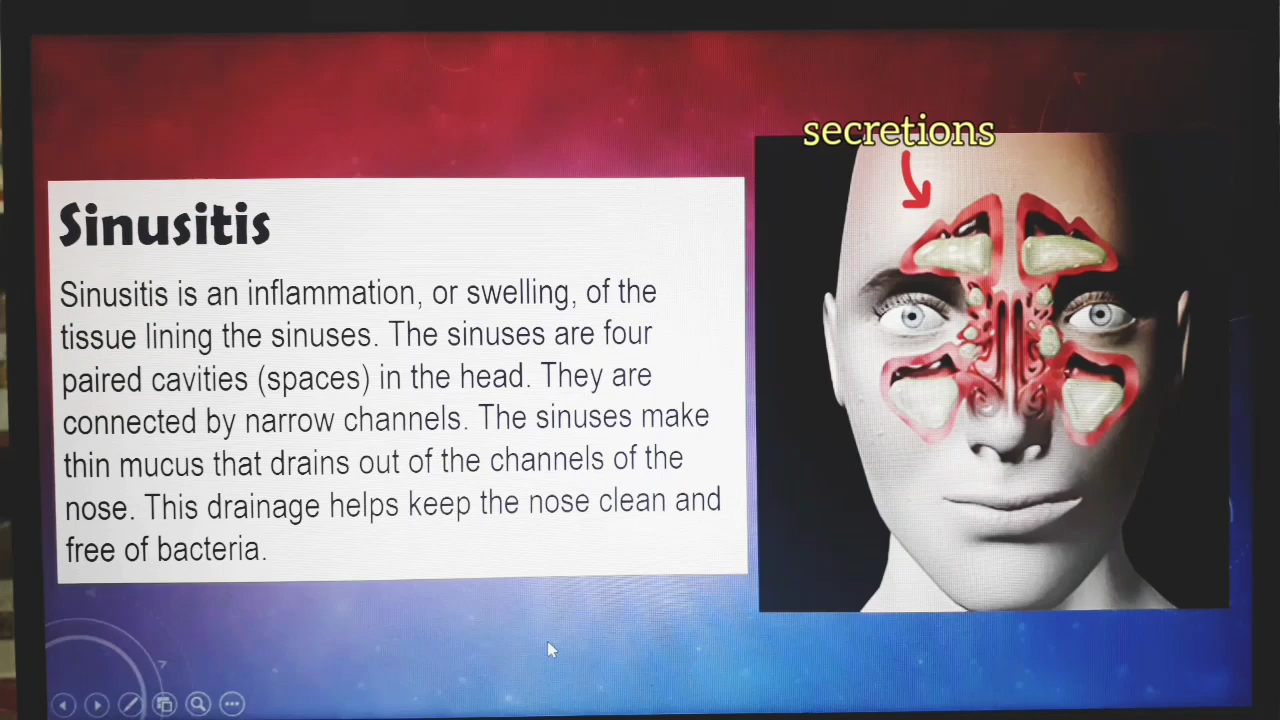 secretions
Sinusitis
Sinusitis is an inflammation, or swelling, of the
tissue lining the sinuses. The sinuses are four
paired cavities (spaces) in the head. They are
connected by narrow channels. The sinuses make
thin mucus that drains out of the channels of the
nose. This drainage helps keep the nose clean and
free of bacteria.